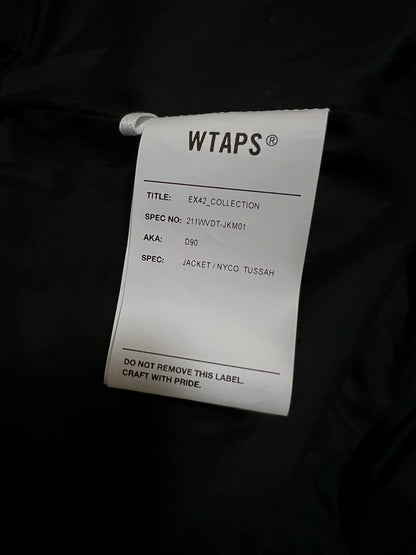 WTAPS®
TITLE: EX42_COLLECTION
SPEC NO: 211WVDT-JKM01
AKA: D90
SPEC: JACKET / NYCO. TUSSAH
DO NOT REMOVE THIS LABEL.
CRAFT WITH PRIDE.